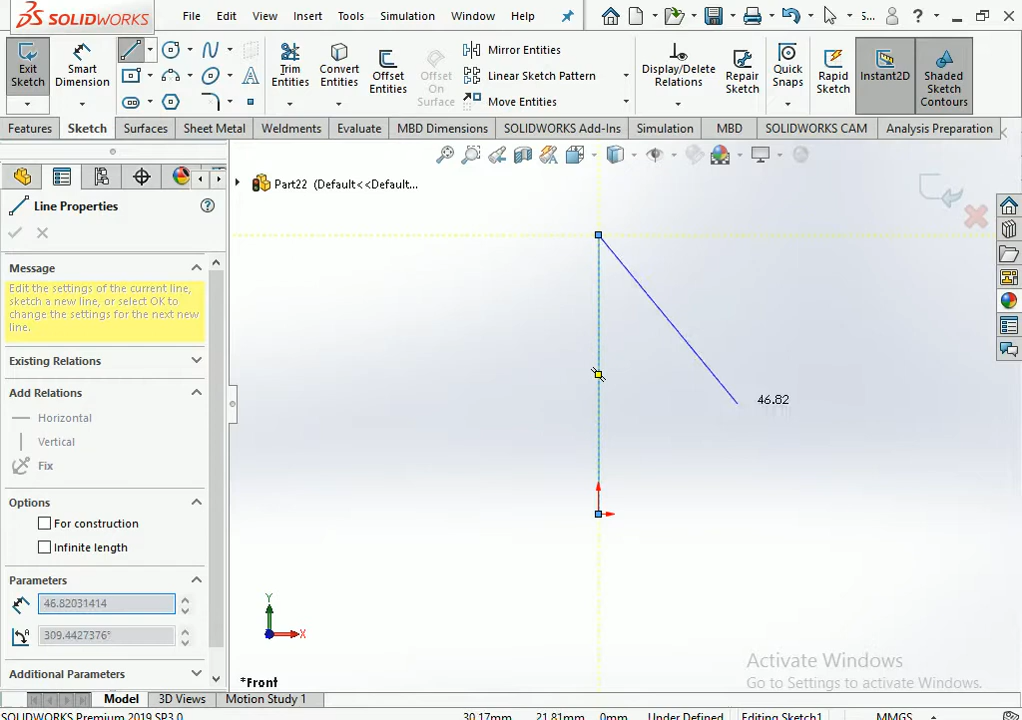 SOLIDWORKS File Edit View Insert Tools Simulation Window Help S... ?
Exit Sketch
Smart Dimension
Trim Entities
Convert Entities
Offset Entities
Offset On Surface
Mirror Entities
Linear Sketch Pattern
Move Entities
Display/Delete Relations
Repair Sketch
Quick Snaps
Rapid Sketch
Instant2D
Shaded Sketch Contours
Features Sketch Surfaces Sheet Metal Weldments Evaluate MBD Dimensions SOLIDWORKS Add-Ins Simulation MBD SOLIDWORKS CAM Analysis Preparation
Part22 (Default<<Default...
Line Properties
Message
Edit the settings of the current line,
sketch a new line, or select OK to
change the settings for the next new
line.
Existing Relations
Add Relations
Horizontal
Vertical
Fix
Options
For construction
Infinite length
Parameters
46.82031414
309.4427376°
Additional Parameters
46.82
Y
X
*Front
Activate Windows
Go to Settings to activate Windows.
Model 3D Views Motion Study 1
SOLIDWORKS Premium 2019 SP3.0 30.17mm 21.81mm 0mm Under Defined Editing Sketch1 MMGS